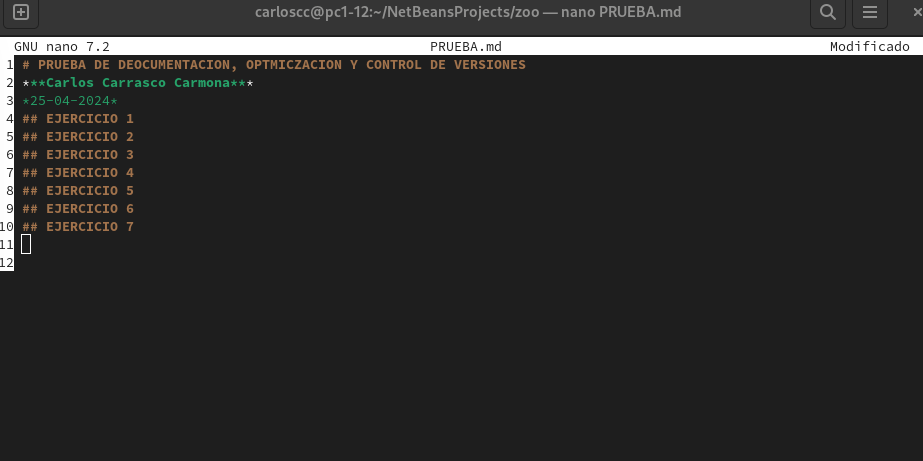 carloscc@pc1-12:~/NetBeansProjects/zoo — nano PRUEBA.md
GNU nano 7.2 PRUEBA.md Modificado
1 # PRUEBA DE DEOCUMENTACION, OPTMICZACION Y CONTROL DE VERSIONES
2 ***Carlos Carrasco Carmona***
3 *25-04-2024*
4 ## EJERCICIO 1
5 ## EJERCICIO 2
6 ## EJERCICIO 3
7 ## EJERCICIO 4
8 ## EJERCICIO 5
9 ## EJERCICIO 6
10 ## EJERCICIO 7
11
12